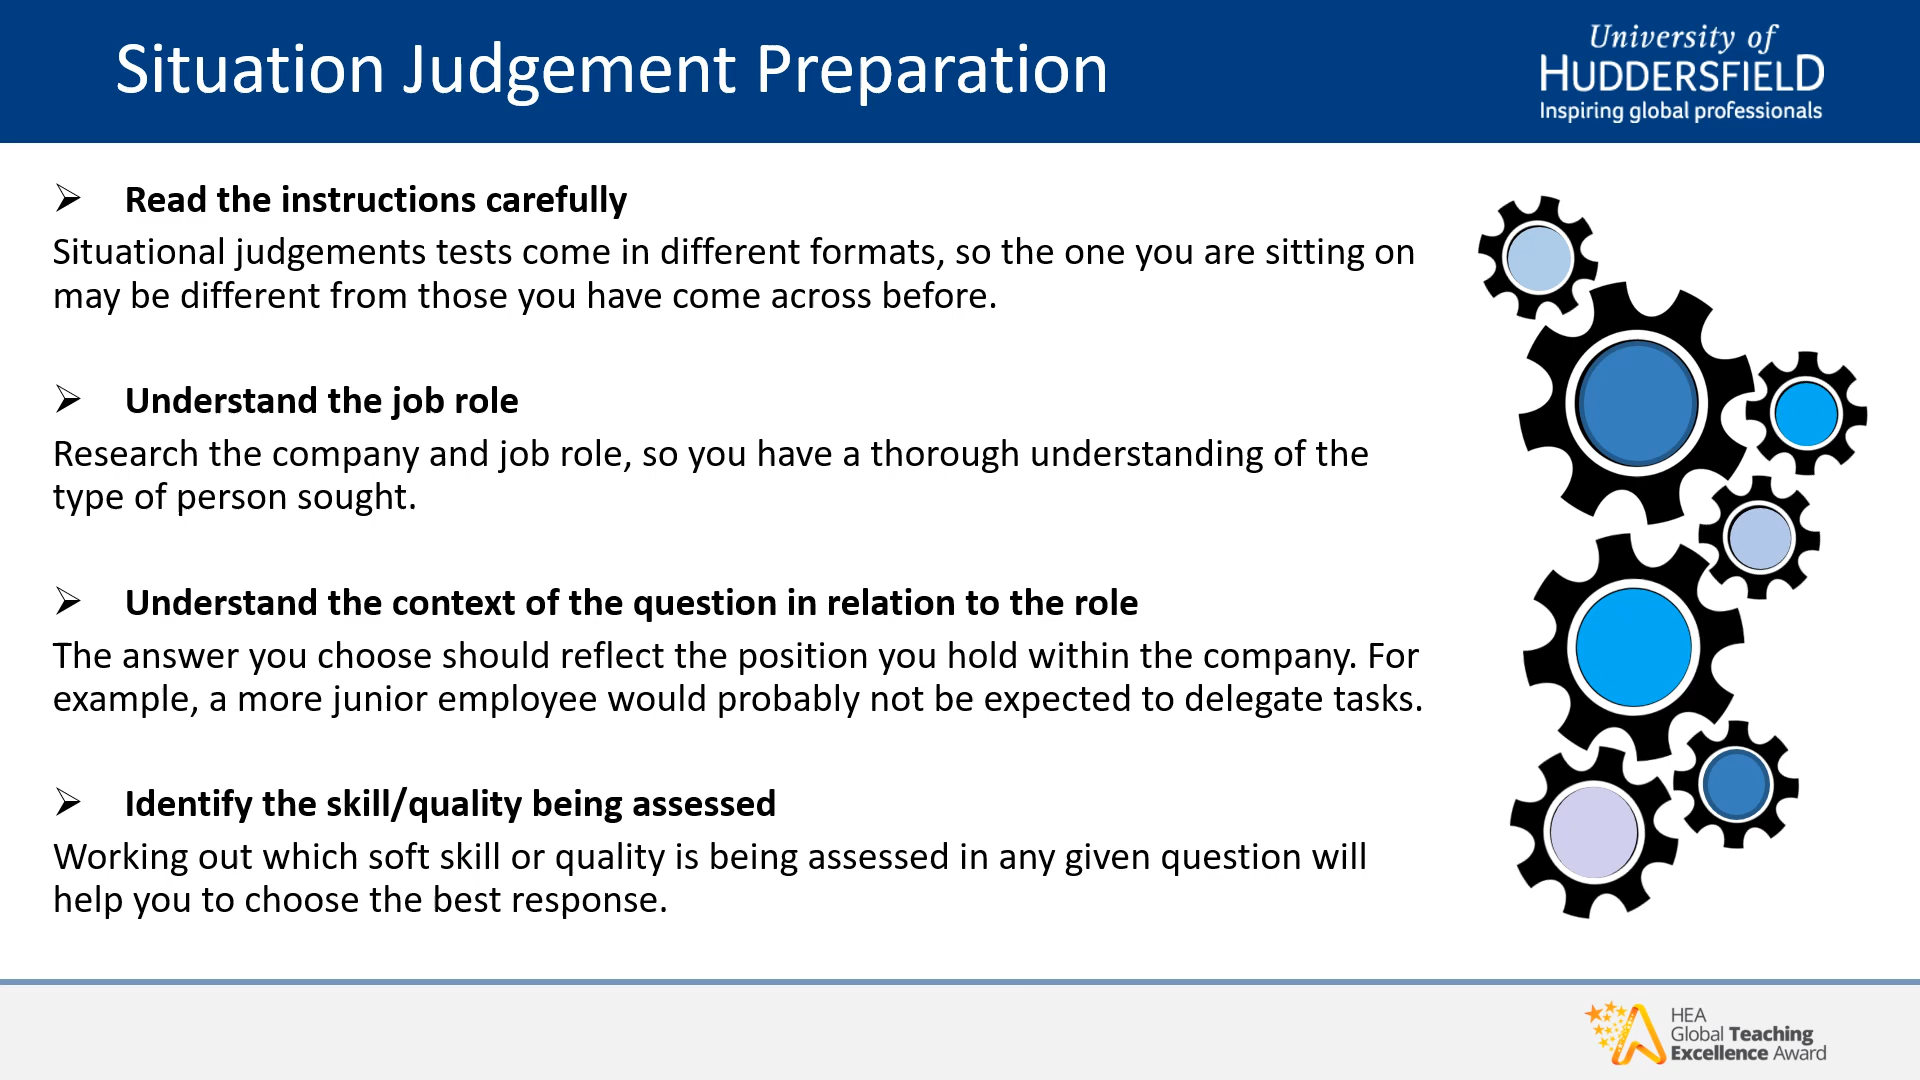 Situation Judgement Preparation
University of
HUDDERSFIELD
Inspiring global professionals
Read the instructions carefully
Situational judgements tests come in different formats, so the one you are sitting on
may be different from those you have come across before.
Understand the job role
Research the company and job role, so you have a thorough understanding of the
type of person sought.
Understand the context of the question in relation to the role
The answer you choose should reflect the position you hold within the company. For
example, a more junior employee would probably not be expected to delegate tasks.
Identify the skill/quality being assessed
Working out which soft skill or quality is being assessed in any given question will
help you to choose the best response.
HEA
Global Teaching
Excellence Award